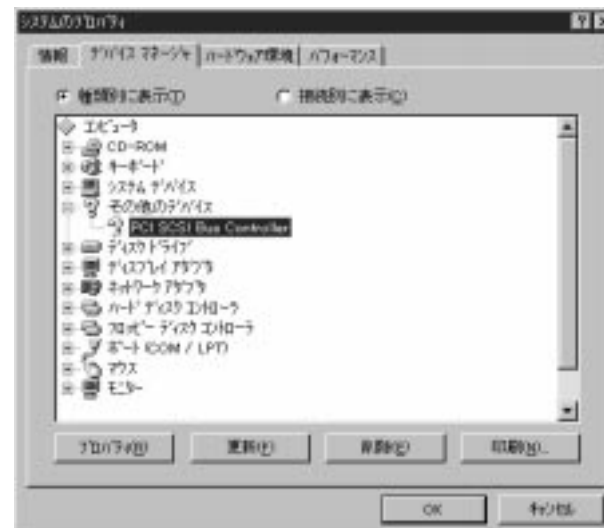 システムのプロパティ
情報 デバイス マネージャ ハードウェア環境 パフォーマンス
種類別に表示(T) 接続別に表示(C)
コンピュータ
CD-ROM
キーボード
システム デバイス
その他のデバイス
PCI SCSI Bus Controller
ディスク ドライブ
ディスプレイ アダプタ
ネットワーク アダプタ
ハード ディスク コントローラ
フロッピー ディスク コントローラ
ポート (COM / LPT)
マウス
モニター
プロパティ(R) 更新(F) 削除(E) 印刷(N)...
OK キャンセル